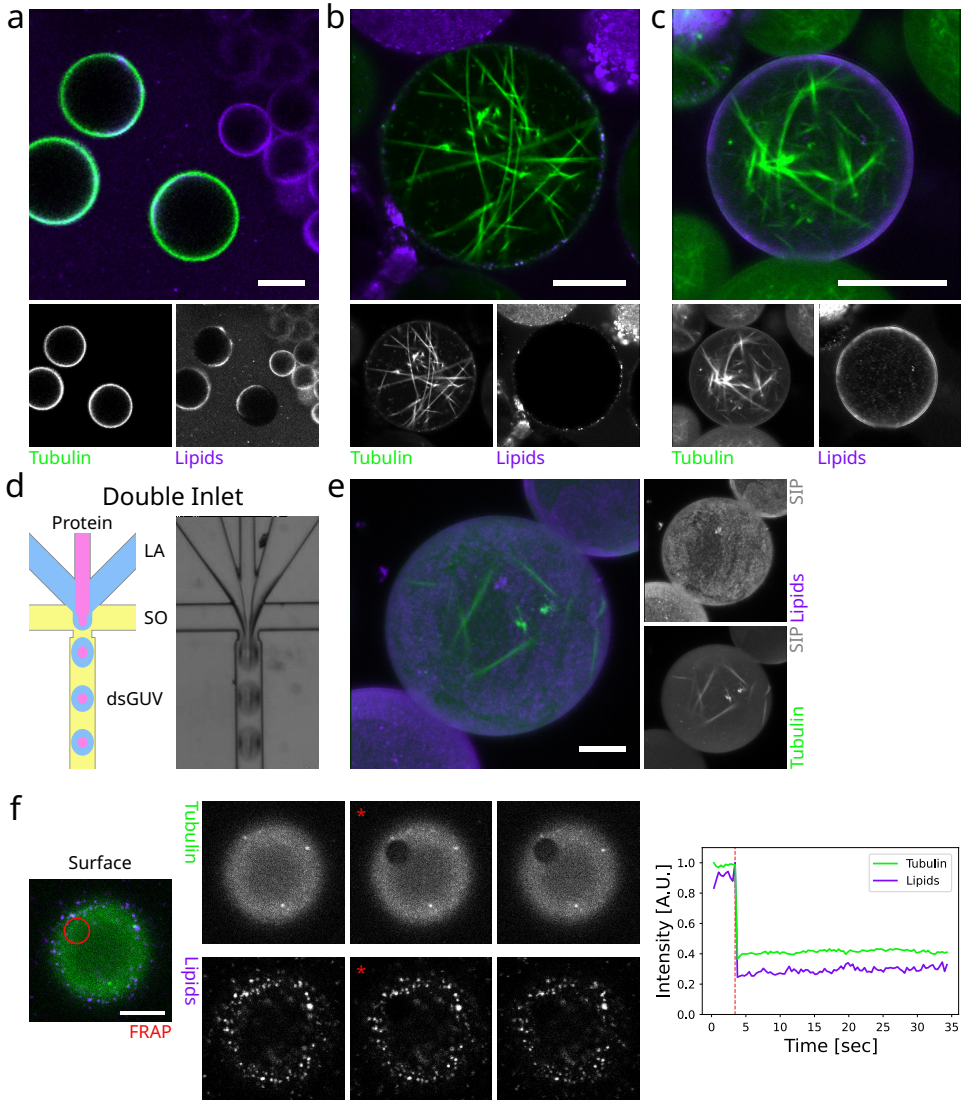 a
b
c
Tubulin
Lipids
Tubulin
Lipids
Tubulin
Lipids
d
Double Inlet
Protein
LA
SO
dsGUV
e
SIP
Lipids
SIP
Tubulin
f
Surface
FRAP
Tubulin
*
Lipids
*
Intensity [A.U.]
1.0
0.8
0.6
0.4
0.2
0.0
Tubulin
Lipids
0 5 10 15 20 25 30 35
Time [sec]